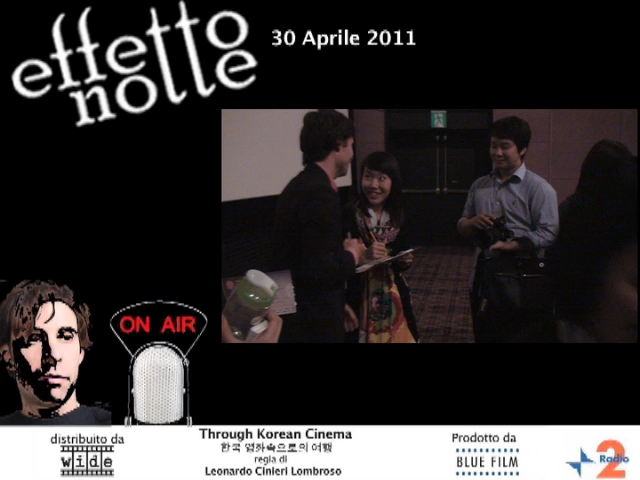 effetto
notte
30 Aprile 2011
ON AIR
distribuito da
wide
Through Korean Cinema
한국 영화속으로의 여행
regia di
Leonardo Cinieri Lombroso
Prodotto da
BLUE FILM
Radio
2